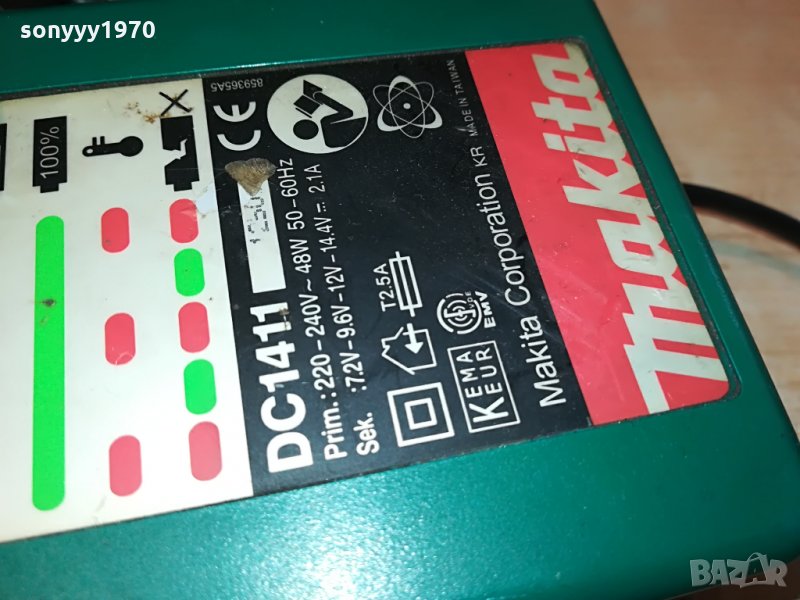 sonyyy1970
100%
DC1411
Prim.: 220-240V~ 48W 50-60Hz
Sek. :7.2V-9.6V-12V-14.4V⎓ 2.1A
CE
859365A5
T2.5A
KEMA
KEUR
EMV
Makita Corporation KR MADE IN TAIWAN
makita
BAZAR